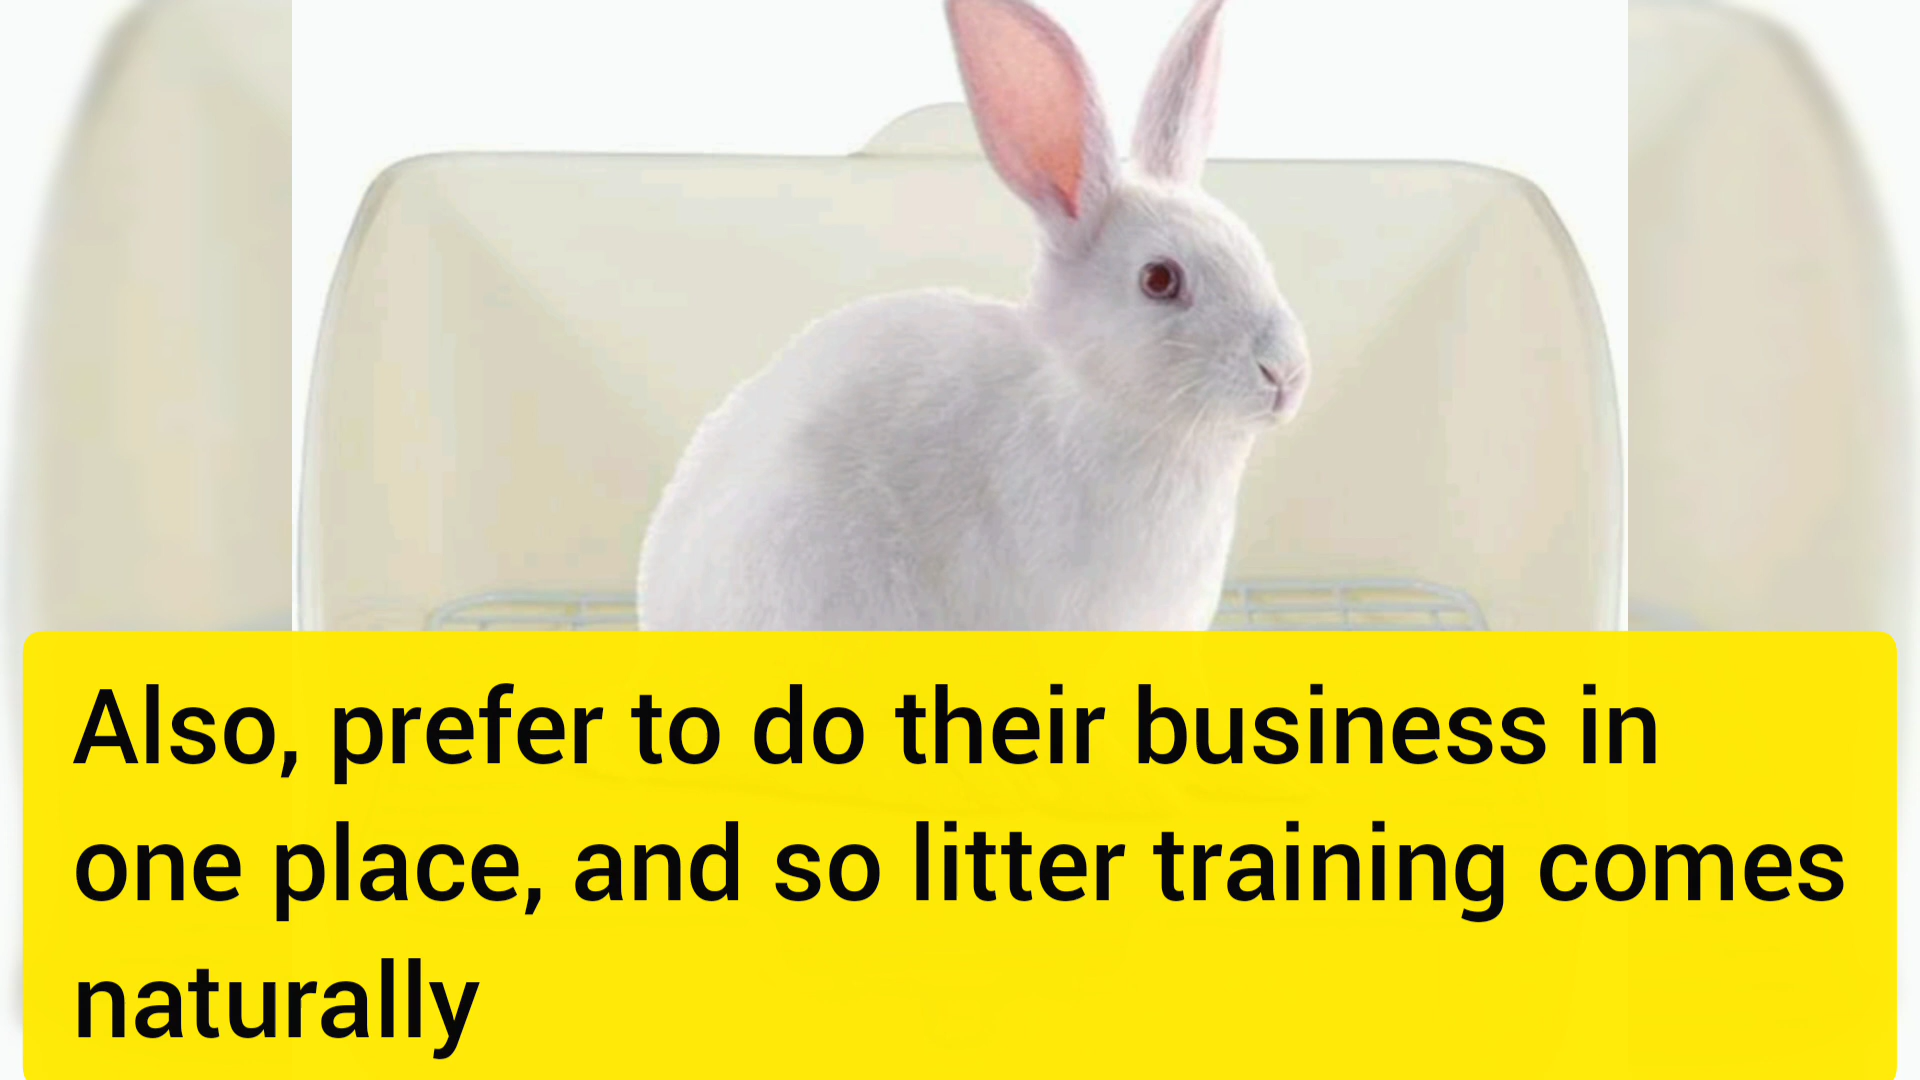 Also, prefer to do their business in
one place, and so litter training comes
naturally